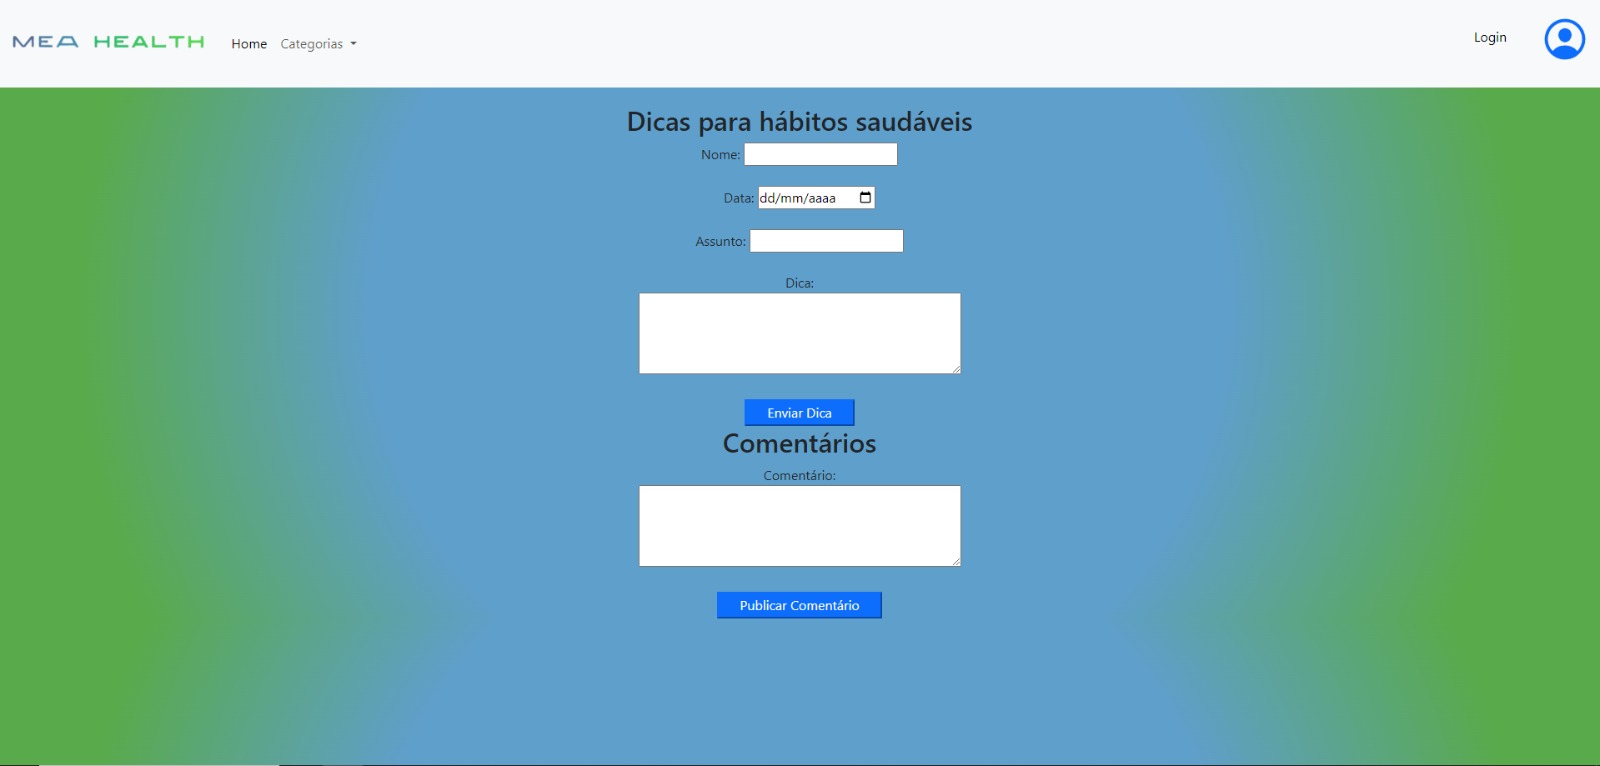 MEA HEALTH Home Categorias Login
Dicas para hábitos saudáveis
Nome:
Data: dd/mm/aaaa
Assunto:
Dica:
Enviar Dica
Comentários
Comentário:
Publicar Comentário